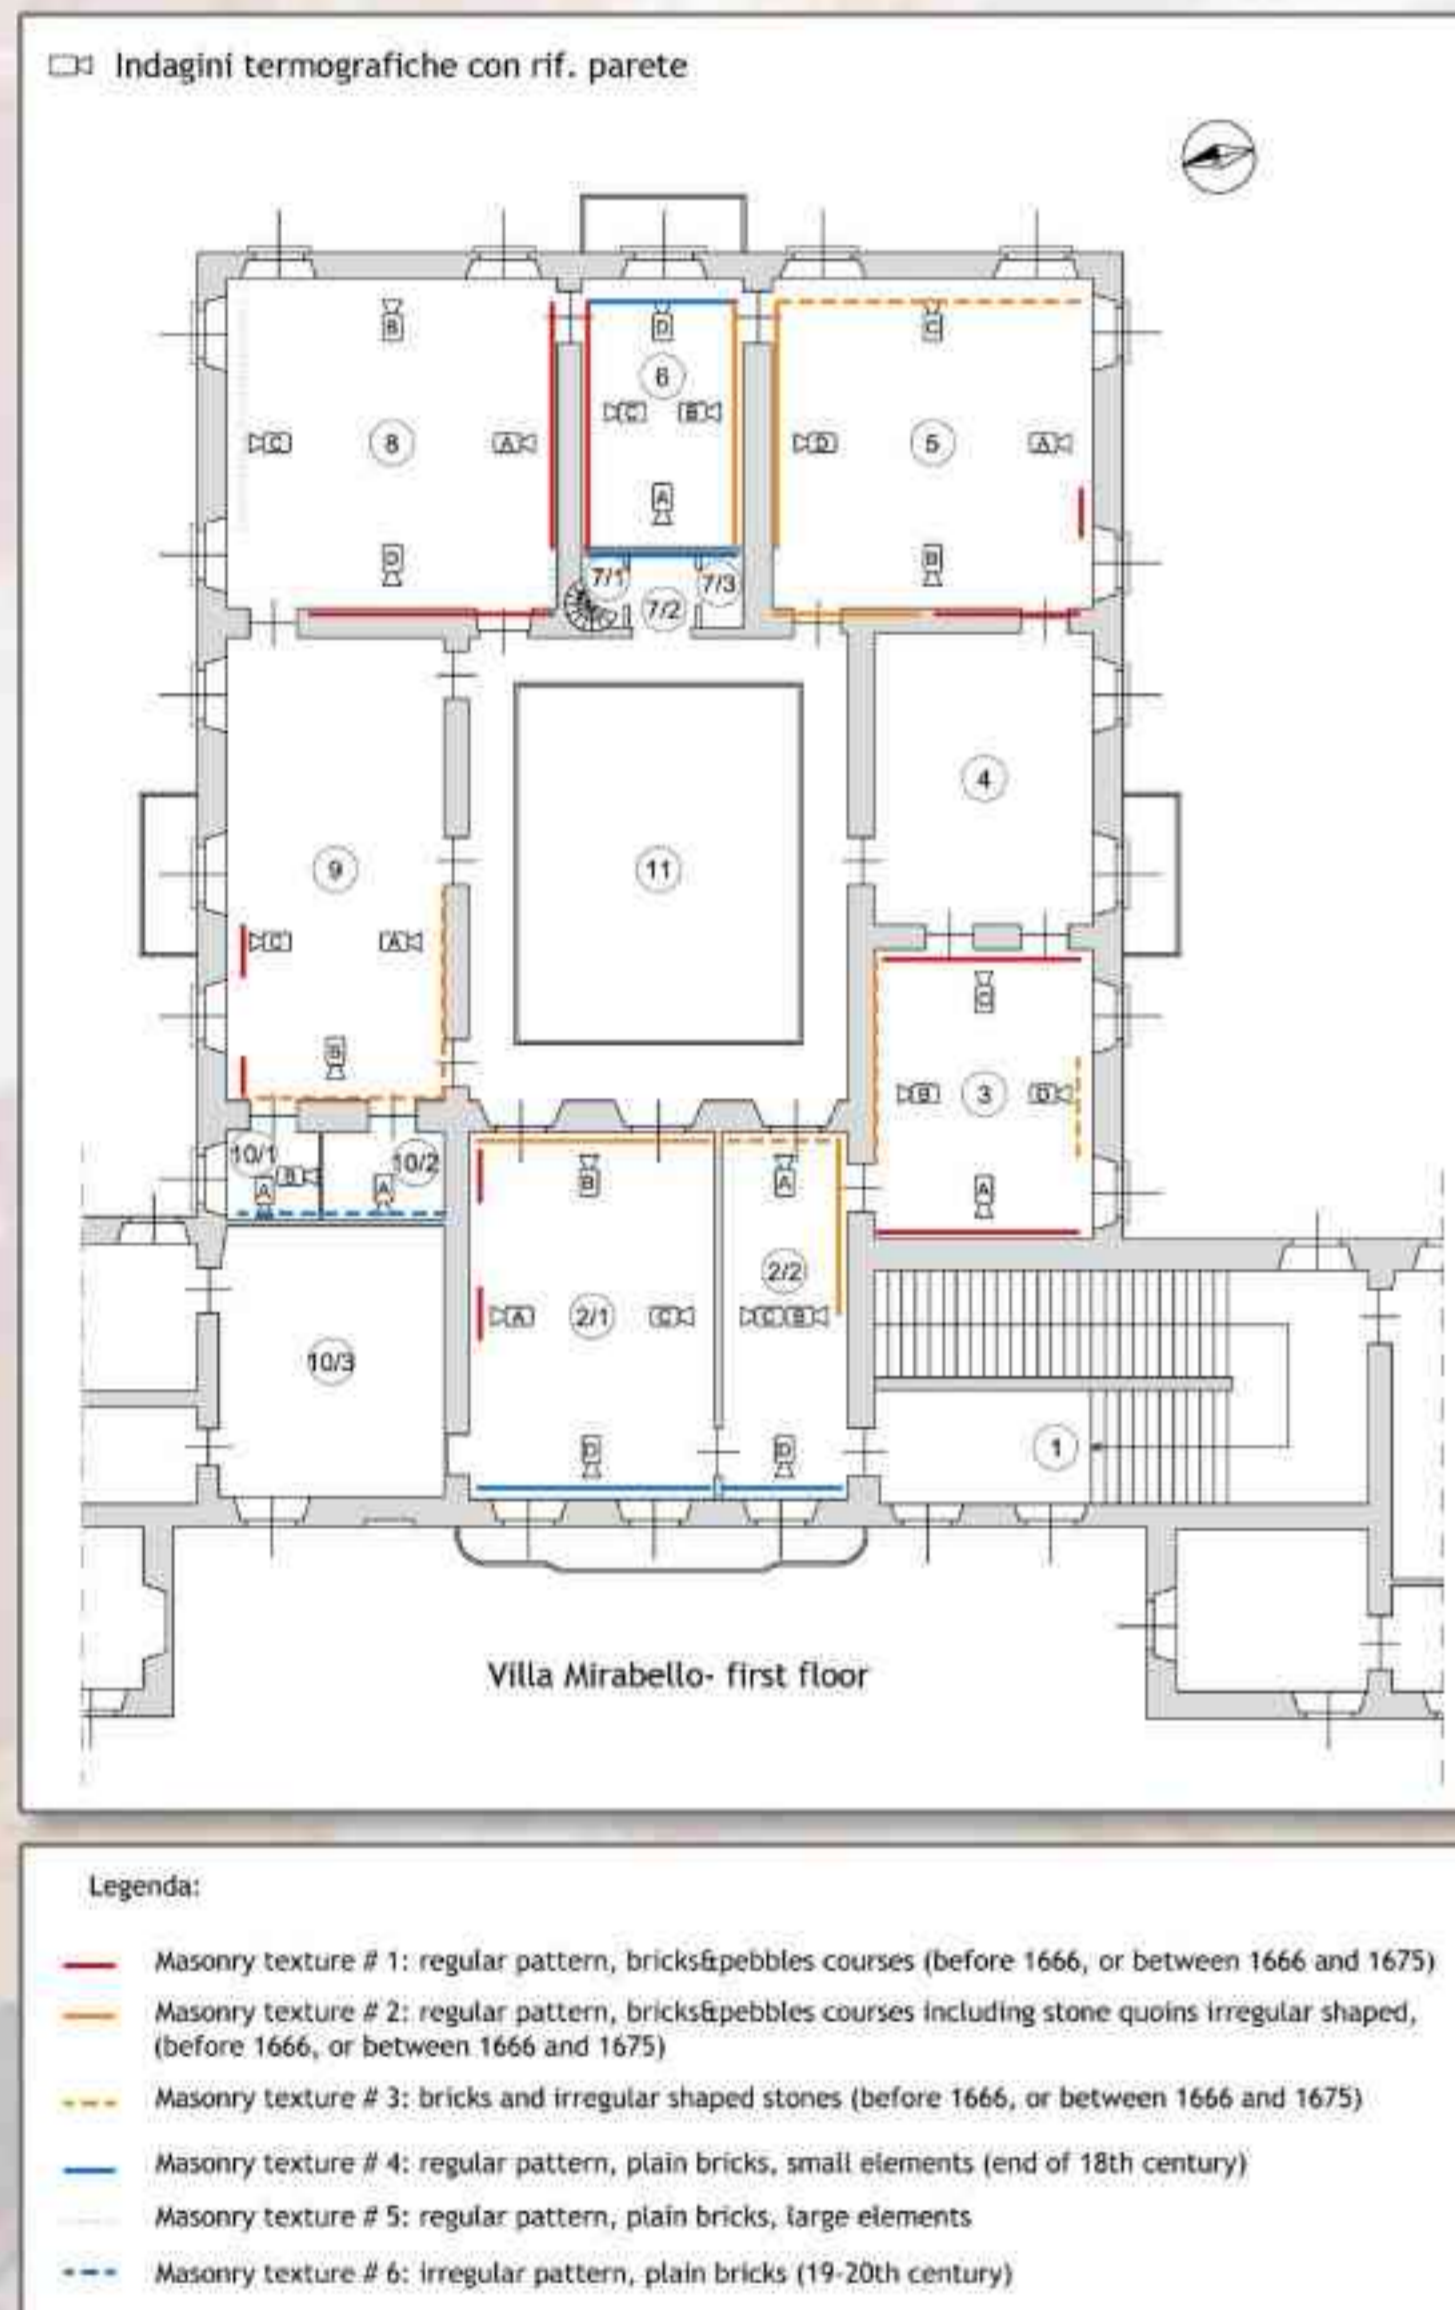 Indagini termografiche con rif. parete
B
D
C
6
C
B
D
A
C
8
A
5
A
D
B
7/1
7/3
7/2
4
9
11
C
A
C
B
B
3
D
10/1
10/2
B
A
A
B
A
A
2/2
A
2/1
C
C
B
10/3
D
D
1
Villa Mirabello- first floor
Legenda:
Masonry texture # 1: regular pattern, bricks&pebbles courses (before 1666, or between 1666 and 1675)
Masonry texture # 2: regular pattern, bricks&pebbles courses including stone quoins irregular shaped,
(before 1666, or between 1666 and 1675)
Masonry texture # 3: bricks and irregular shaped stones (before 1666, or between 1666 and 1675)
Masonry texture # 4: regular pattern, plain bricks, small elements (end of 18th century)
Masonry texture # 5: regular pattern, plain bricks, large elements
Masonry texture # 6: irregular pattern, plain bricks (19-20th century)